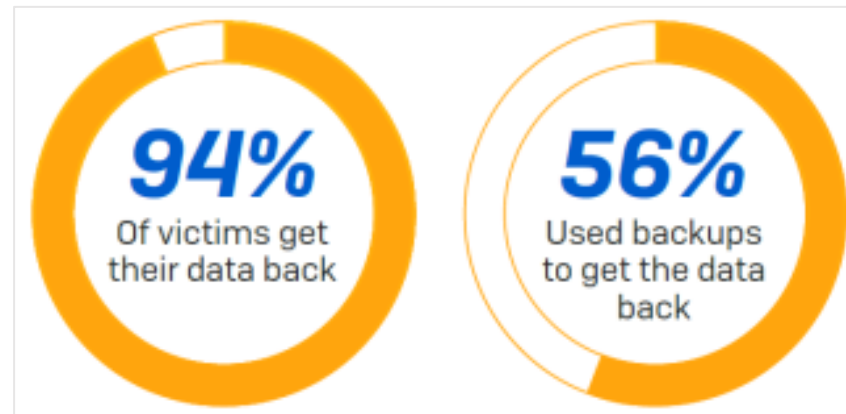 94%
Of victims get
their data back
56%
Used backups
to get the data
back